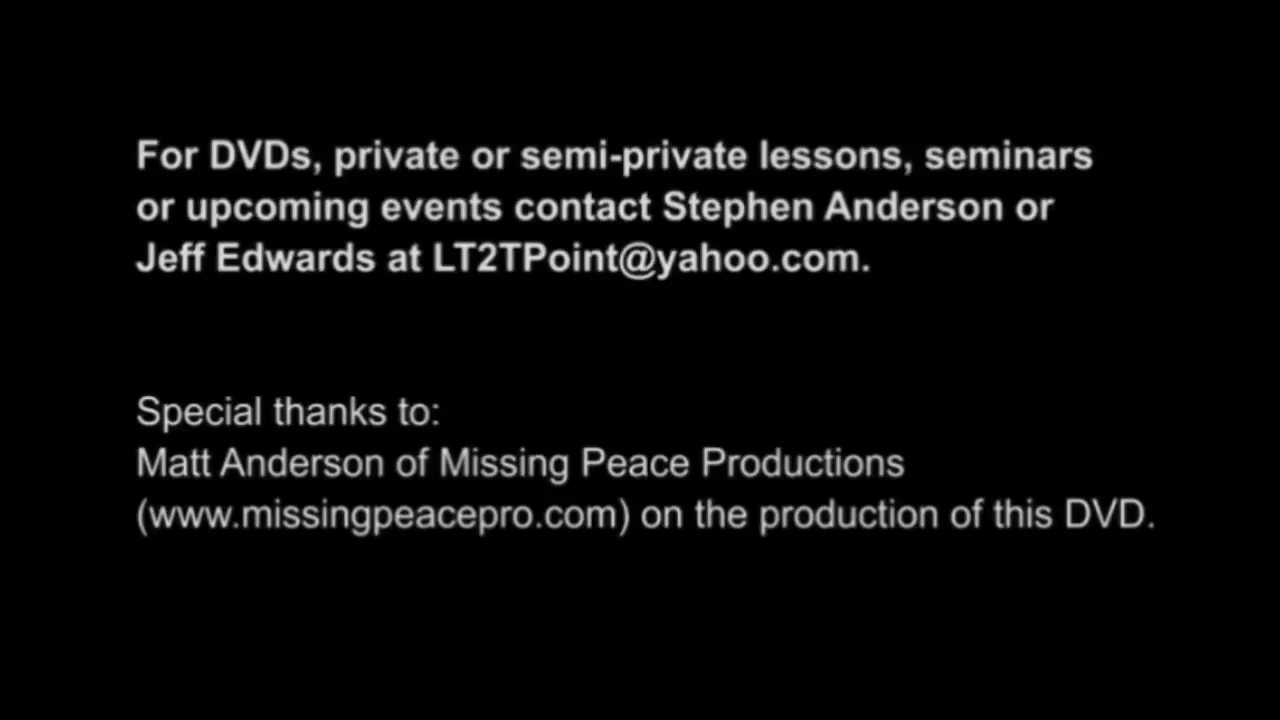 For DVDs, private or semi-private lessons, seminars
or upcoming events contact Stephen Anderson or
Jeff Edwards at LT2TPoint@yahoo.com.
Special thanks to:
Matt Anderson of Missing Peace Productions
(www.missingpeacepro.com) on the production of this DVD.